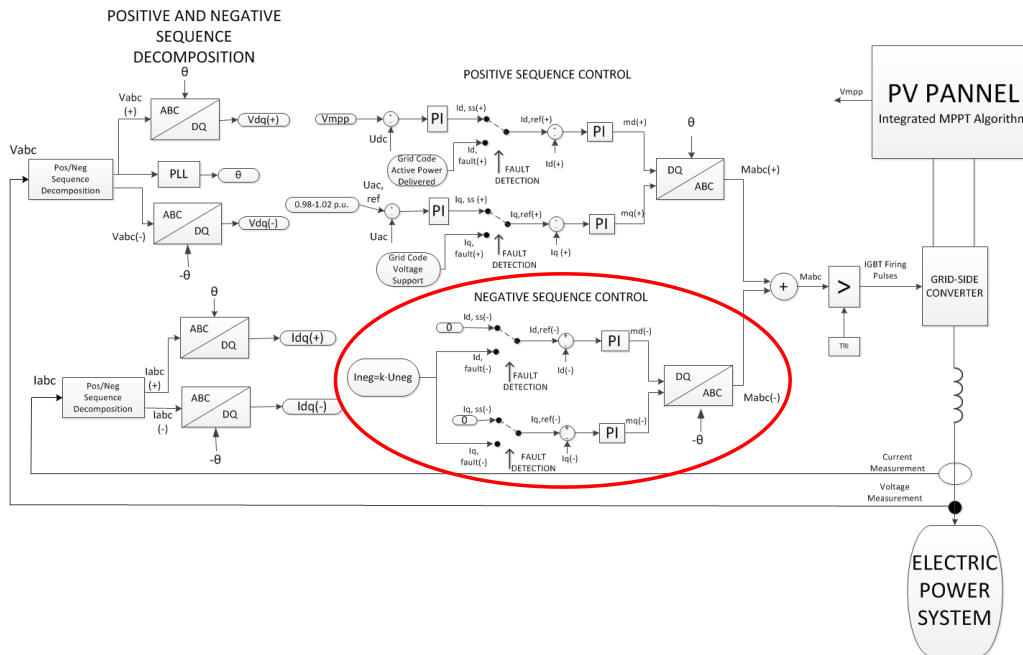 POSITIVE AND NEGATIVE
SEQUENCE
DECOMPOSITION
θ
Vabc
(+)
ABC
DQ
Vdq(+)
Vabc
Pos/Neg
Sequence
Decomposition
PLL
θ
Vabc(-)
ABC
DQ
Vdq(-)
-θ
θ
ABC
DQ
Idq(+)
Iabc
(+)
Iabc
Pos/Neg
Sequence
Decomposition
Iabc
(-)
ABC
DQ
Idq(-)
-θ
POSITIVE SEQUENCE CONTROL
Vmpp
Udc
PI
Id, ss(+)
Id,ref(+)
PI
md(+)
Id(+)
Id,
fault(+)
FAULT
DETECTION
Grid Code
Active Power
Delivered
Uac,
ref
0.98-1.02 p.u.
Uac
PI
Iq, ss (+)
Iq,ref(+)
PI
mq(+)
Iq (+)
Iq,
fault(+)
FAULT
DETECTION
Grid Code
Voltage
Support
θ
DQ
ABC
Mabc(+)
NEGATIVE SEQUENCE CONTROL
Id, ss(-)
0
Id,ref(-)
PI
md(-)
Id(-)
Id,
fault(-)
FAULT
DETECTION
Ineg=k·Uneg
Iq, ss(-)
0
Iq,ref(-)
PI
mq(-)
Iq(-)
Iq,
fault(-)
FAULT
DETECTION
DQ
ABC
Mabc(-)
-θ
+
Mabc
>
TRI
IGBT Firing
Pulses
Vmpp
PV PANNEL
Integrated MPPT Algorithm
GRID-SIDE
CONVERTER
Current
Measurement
Voltage
Measurement
ELECTRIC
POWER
SYSTEM